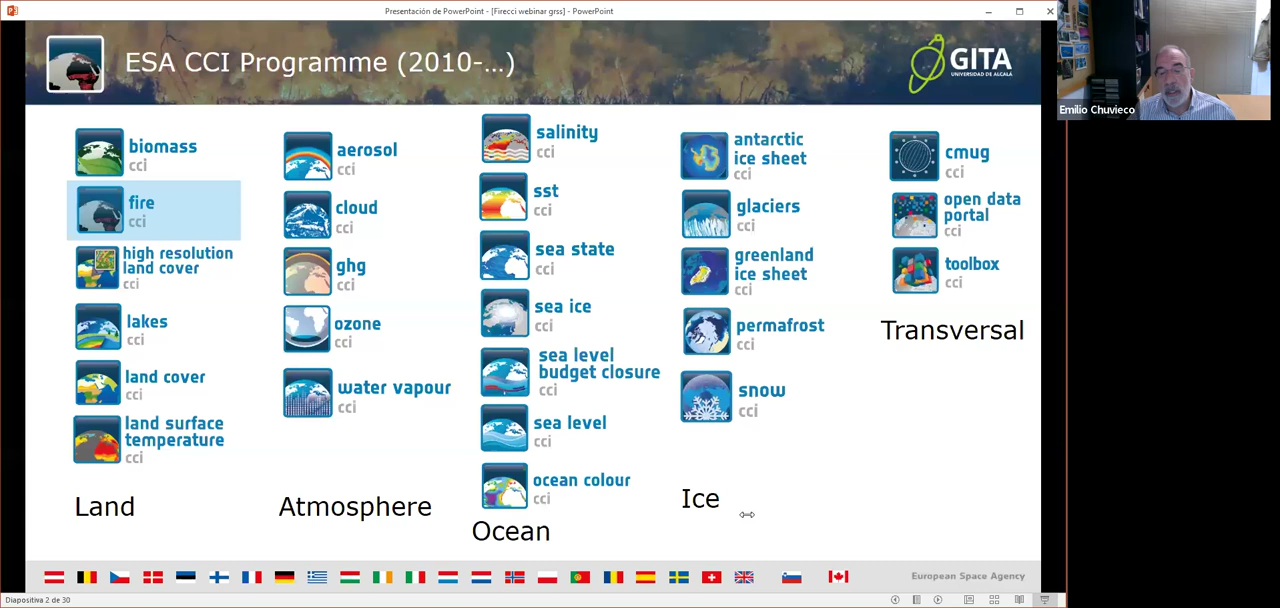 Presentación de PowerPoint - [Firecci webinar grss] - PowerPoint
ESA CCI Programme (2010-...)
GITA
UNIVERSIDAD DE ALCALÁ
Emilio Chuvieco
biomass
cci
fire
cci
high resolution
land cover
cci
lakes
cci
land cover
cci
land surface
temperature
cci
Land
aerosol
cci
cloud
cci
ghg
cci
ozone
cci
water vapour
cci
Atmosphere
salinity
cci
sst
cci
sea state
cci
sea ice
cci
sea level
budget closure
cci
sea level
cci
ocean colour
cci
Ocean
antarctic
ice sheet
cci
glaciers
cci
greenland
ice sheet
cci
permafrost
cci
snow
cci
Ice
cmug
cci
open data
portal
cci
toolbox
cci
Transversal
European Space Agency
Diapositiva 2 de 30